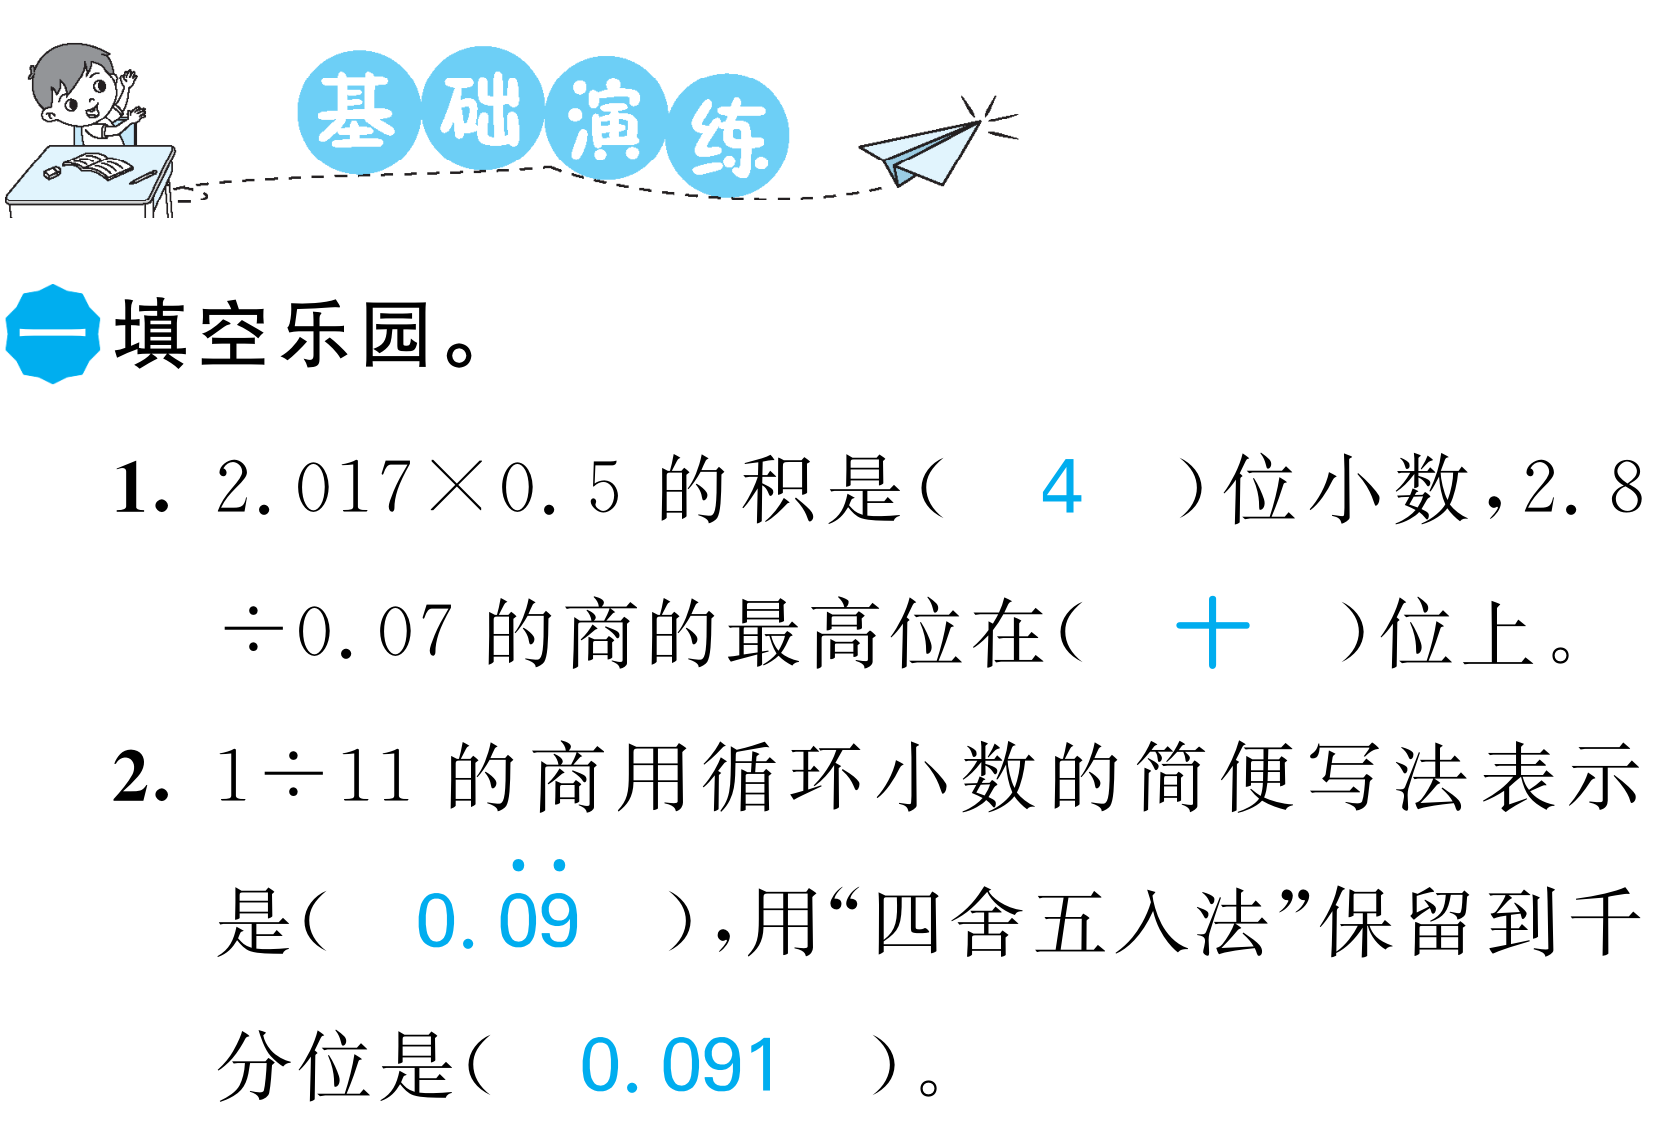 基础演练
一 填空乐园。
1. 2.017×0.5 的积是( 4 )位小数,2.8
÷0.07 的商的最高位在( 十 )位上。
2. 1÷11 的商用循环小数的简便写法表示
是( 0.0̇9̇ ),用“四舍五入法”保留到千
分位是( 0.091 )。